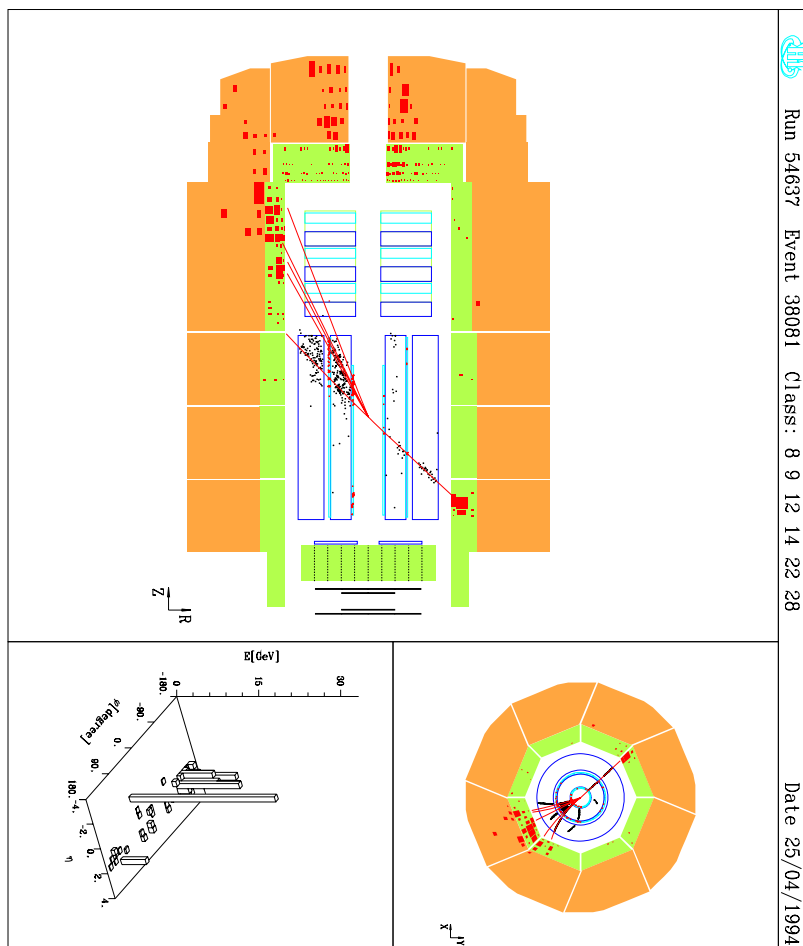 Run 54637 Event 38081 Class: 8 9 12 14 22 28 Date 25/04/1994
Z
R
E[GeV]
30
15
0
-180.
-90.
0.
90.
180.
φ[degree]
-4.
-2.
0.
2.
4.
η
X
Y